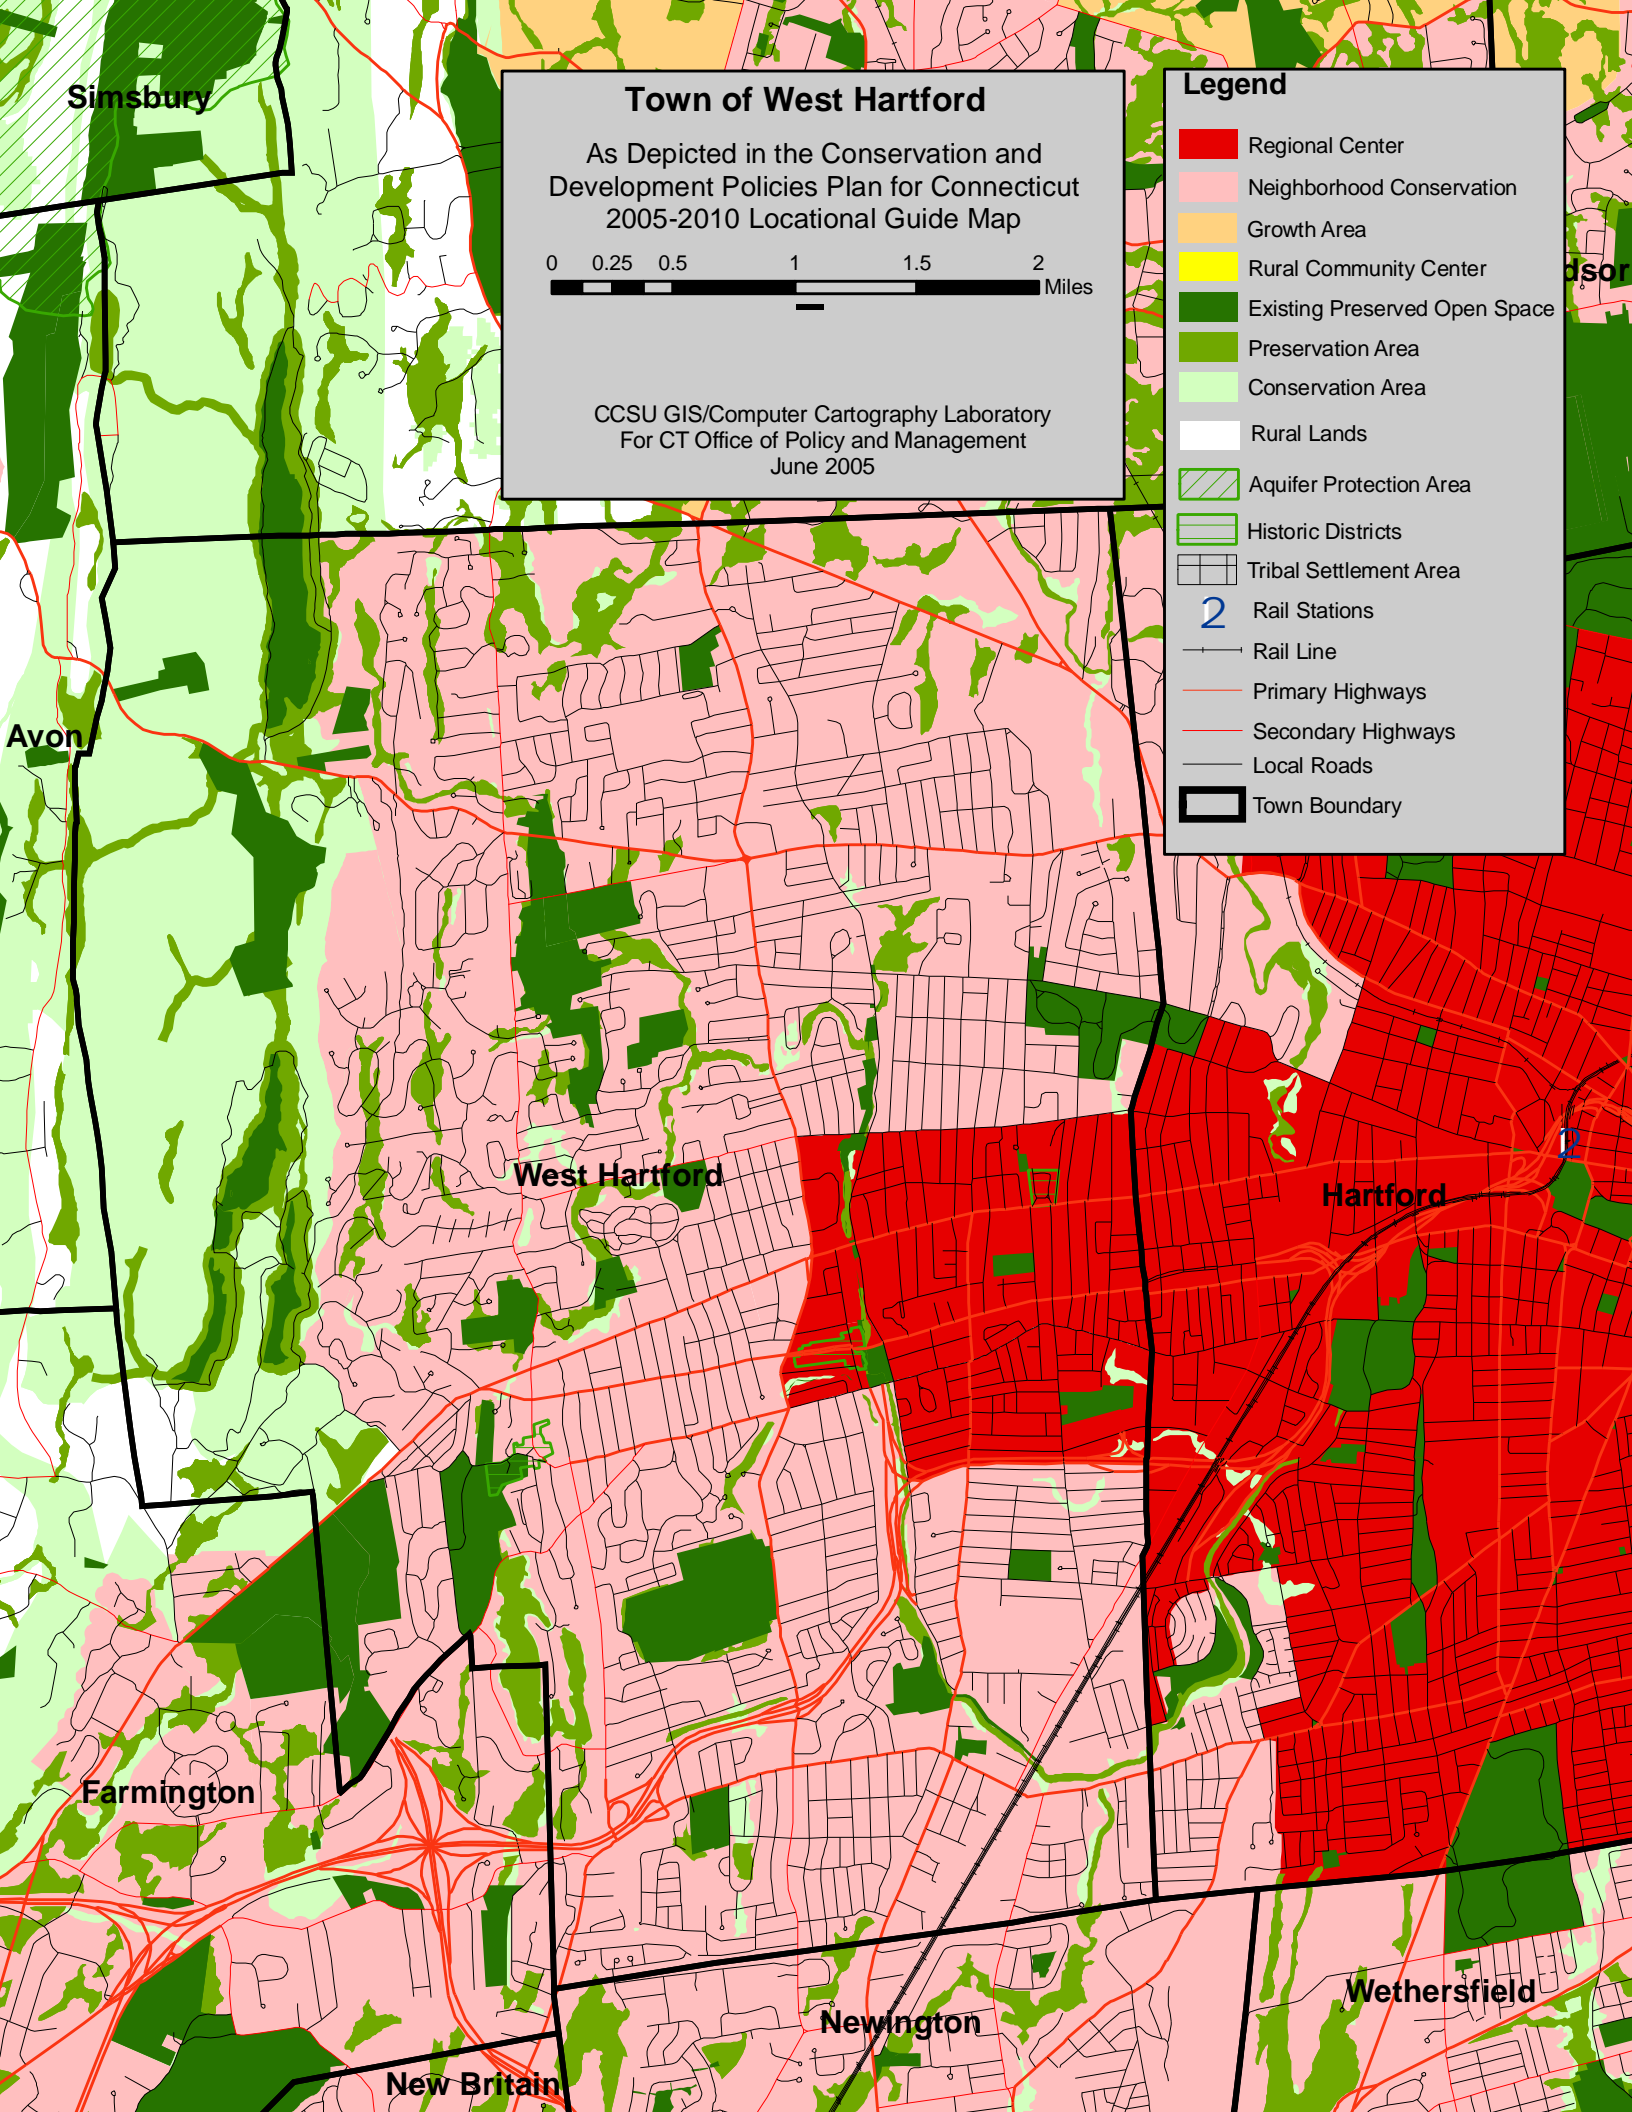 Simsbury
Town of West Hartford
As Depicted in the Conservation and
Development Policies Plan for Connecticut
2005-2010 Locational Guide Map
0 0.25 0.5 1 1.5 2
Miles
CCSU GIS/Computer Cartography Laboratory
For CT Office of Policy and Management
June 2005
Legend
Regional Center
Neighborhood Conservation
Growth Area
Rural Community Center
Existing Preserved Open Space
Preservation Area
Conservation Area
Rural Lands
Aquifer Protection Area
Historic Districts
Tribal Settlement Area
2 Rail Stations
Rail Line
Primary Highways
Secondary Highways
Local Roads
Town Boundary
dsor
Avon
West Hartford
2
Hartford
Farmington
Wethersfield
Newington
New Britain